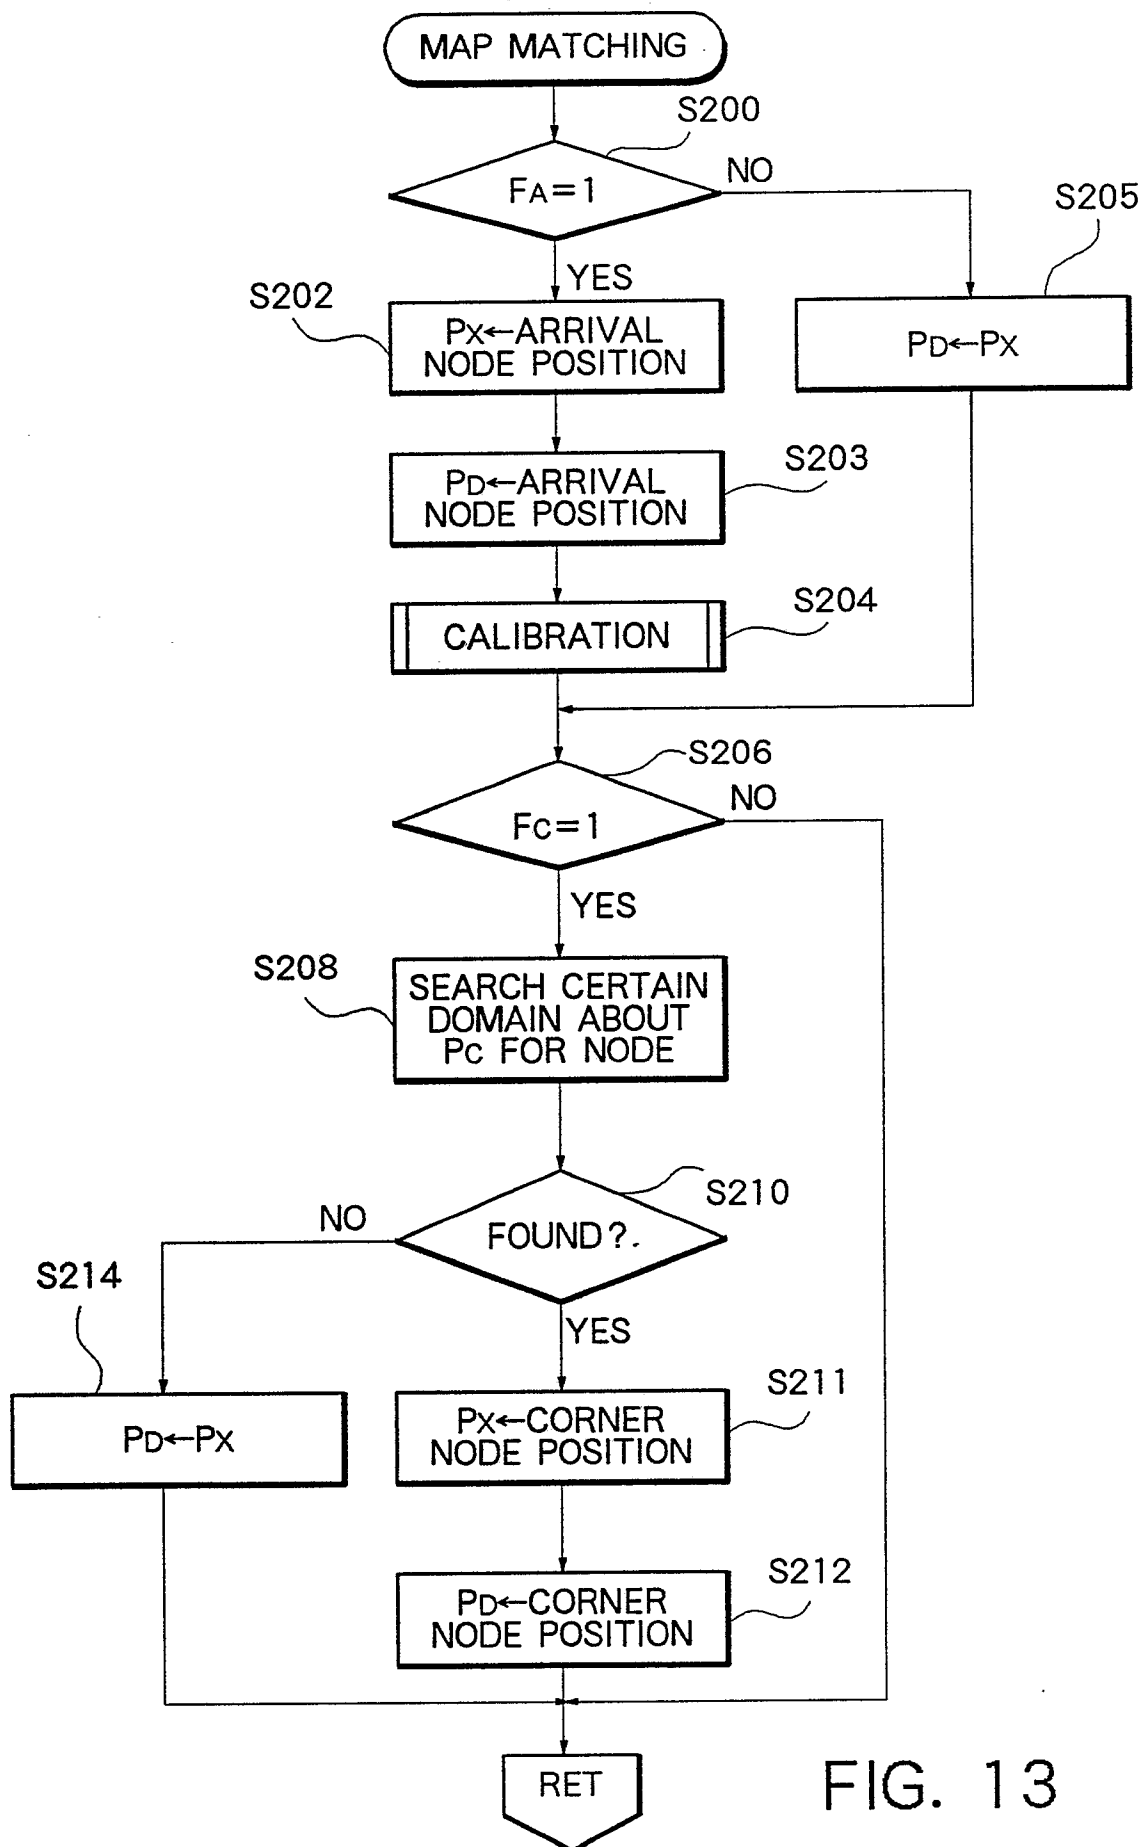 MAP MATCHING
S200
FA=1
NO
S205
YES
S202
PX←ARRIVAL
NODE POSITION
PD←PX
S203
PD←ARRIVAL
NODE POSITION
S204
CALIBRATION
S206
NO
FC=1
YES
S208
SEARCH CERTAIN
DOMAIN ABOUT
PC FOR NODE
S210
NO
FOUND?
S214
YES
S211
PX←CORNER
NODE POSITION
PD←PX
S212
PD←CORNER
NODE POSITION
RET
FIG. 13